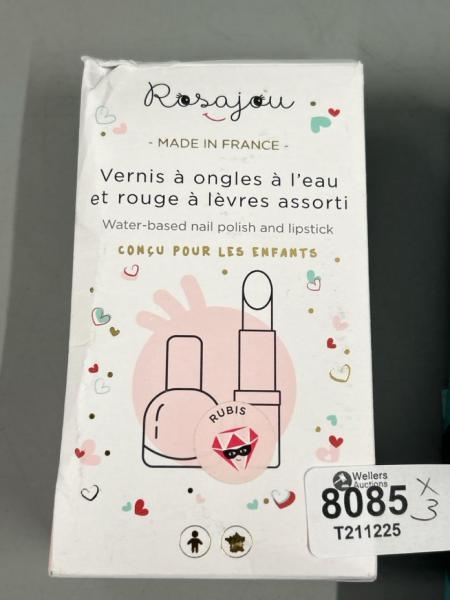 Rosajou
- MADE IN FRANCE -
Vernis à ongles à l'eau
et rouge à lèvres assorti
Water-based nail polish and lipstick
CONÇU POUR LES ENFANTS
RUBIS
Wellers
Auctions
8085
x
3
T211225